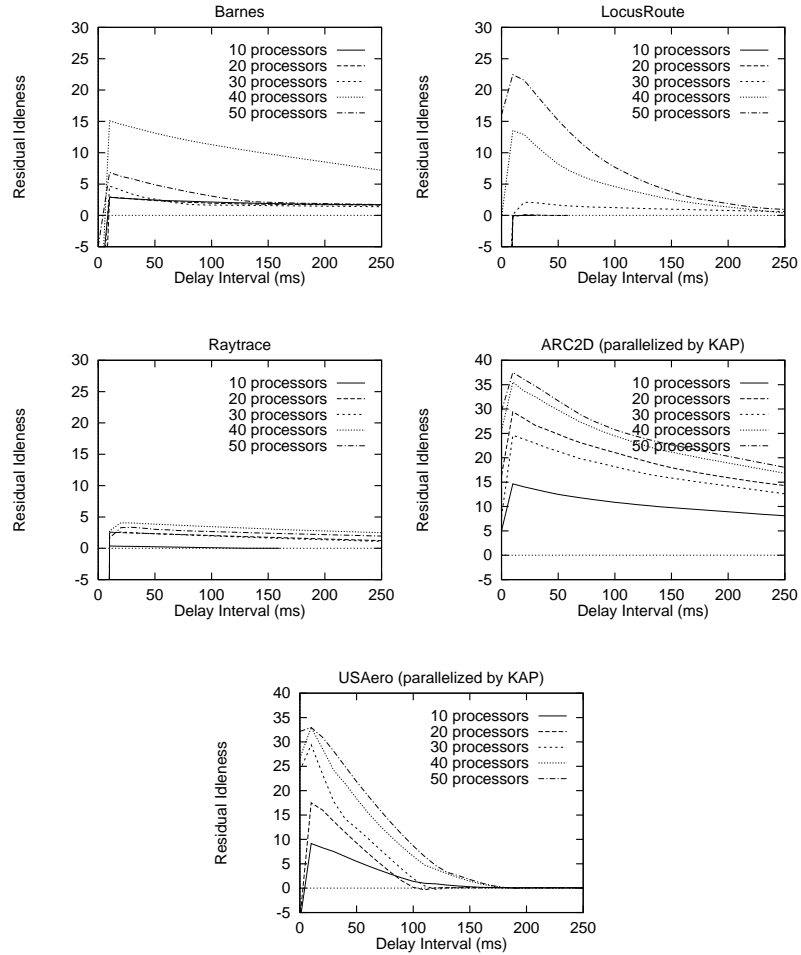 Barnes
Residual Idleness
30
25
20
15
10
5
0
-5
10 processors
20 processors
30 processors
40 processors
50 processors
0 50 100 150 200 250
Delay Interval (ms)
LocusRoute
Residual Idleness
30
25
20
15
10
5
0
-5
10 processors
20 processors
30 processors
40 processors
50 processors
0 50 100 150 200 250
Delay Interval (ms)
Raytrace
Residual Idleness
30
25
20
15
10
5
0
-5
10 processors
20 processors
30 processors
40 processors
50 processors
0 50 100 150 200 250
Delay Interval (ms)
ARC2D (parallelized by KAP)
Residual Idleness
40
35
30
25
20
15
10
5
0
-5
10 processors
20 processors
30 processors
40 processors
50 processors
0 50 100 150 200 250
Delay Interval (ms)
USAero (parallelized by KAP)
Residual Idleness
40
35
30
25
20
15
10
5
0
-5
10 processors
20 processors
30 processors
40 processors
50 processors
0 50 100 150 200 250
Delay Interval (ms)